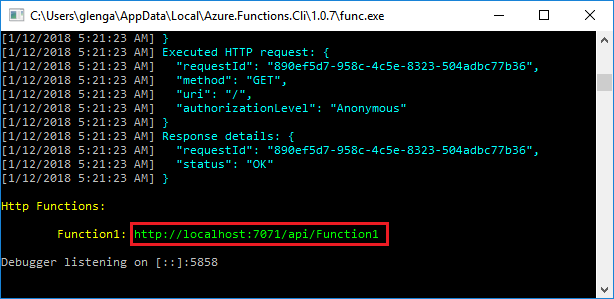 C:\Users\glenga\AppData\Local\Azure.Functions.Cli\1.0.7\func.exe
[1/12/2018 5:21:23 AM] }
[1/12/2018 5:21:23 AM] Executed HTTP request: {
[1/12/2018 5:21:23 AM]   "requestId": "890ef5d7-958c-4c5e-8323-504adbc77b36",
[1/12/2018 5:21:23 AM]   "method": "GET",
[1/12/2018 5:21:23 AM]   "uri": "/",
[1/12/2018 5:21:23 AM]   "authorizationLevel": "Anonymous"
[1/12/2018 5:21:23 AM] }
[1/12/2018 5:21:23 AM] Response details: {
[1/12/2018 5:21:23 AM]   "requestId": "890ef5d7-958c-4c5e-8323-504adbc77b36",
[1/12/2018 5:21:23 AM]   "status": "OK"
[1/12/2018 5:21:23 AM] }
Http Functions:
Function1: http://localhost:7071/api/Function1
Debugger listening on [::]:5858